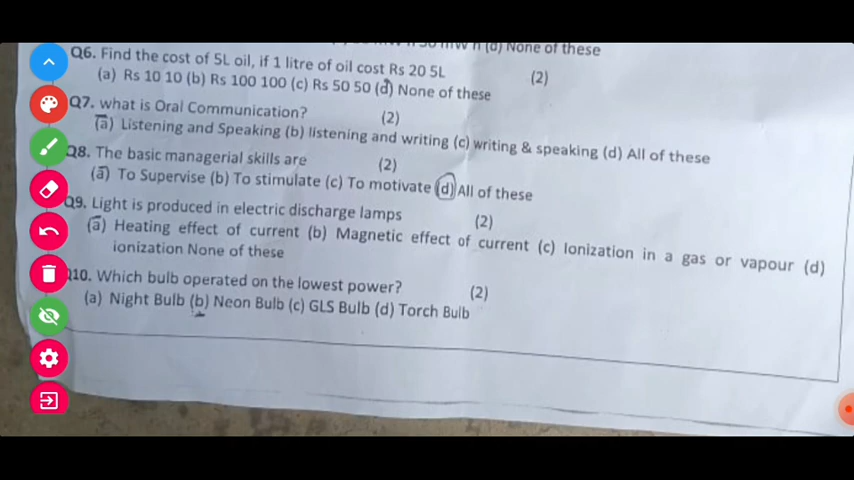 (d) None of these
Q6. Find the cost of 5L oil, if 1 litre of oil cost Rs 20 5L (2)
(a) Rs 10 10 (b) Rs 100 100 (c) Rs 50 50 (d) None of these
Q7. what is Oral Communication? (2)
(a) Listening and Speaking (b) listening and writing (c) writing & speaking (d) All of these
Q8. The basic managerial skills are (2)
(a) To Supervise (b) To stimulate (c) To motivate (d) All of these
Q9. Light is produced in electric discharge lamps (2)
(a) Heating effect of current (b) Magnetic effect of current (c) Ionization in a gas or vapour (d)
ionization None of these
Q10. Which bulb operated on the lowest power? (2)
(a) Night Bulb (b) Neon Bulb (c) GLS Bulb (d) Torch Bulb